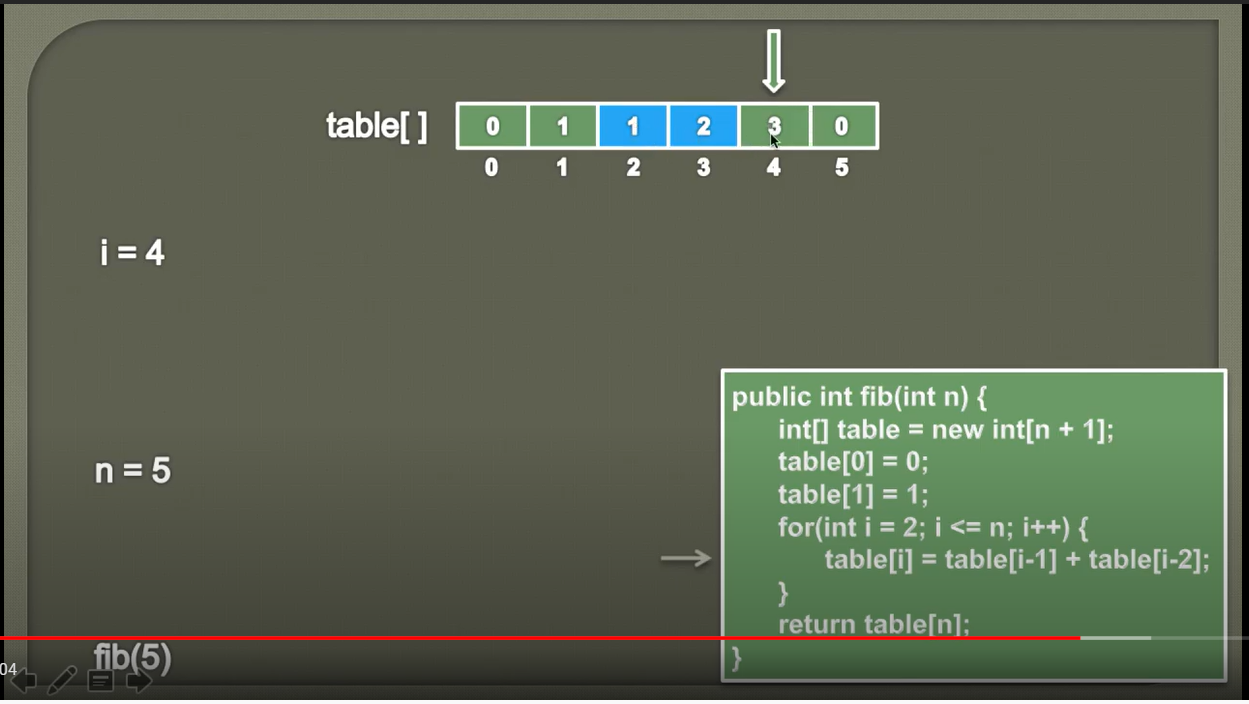 table[ ] 0 1 1 2 3 0
0 1 2 3 4 5
i = 4
n = 5
public int fib(int n) {
int[] table = new int[n + 1];
table[0] = 0;
table[1] = 1;
for(int i = 2; i <= n; i++) {
table[i] = table[i-1] + table[i-2];
}
return table[n];
}
fib(5)
04